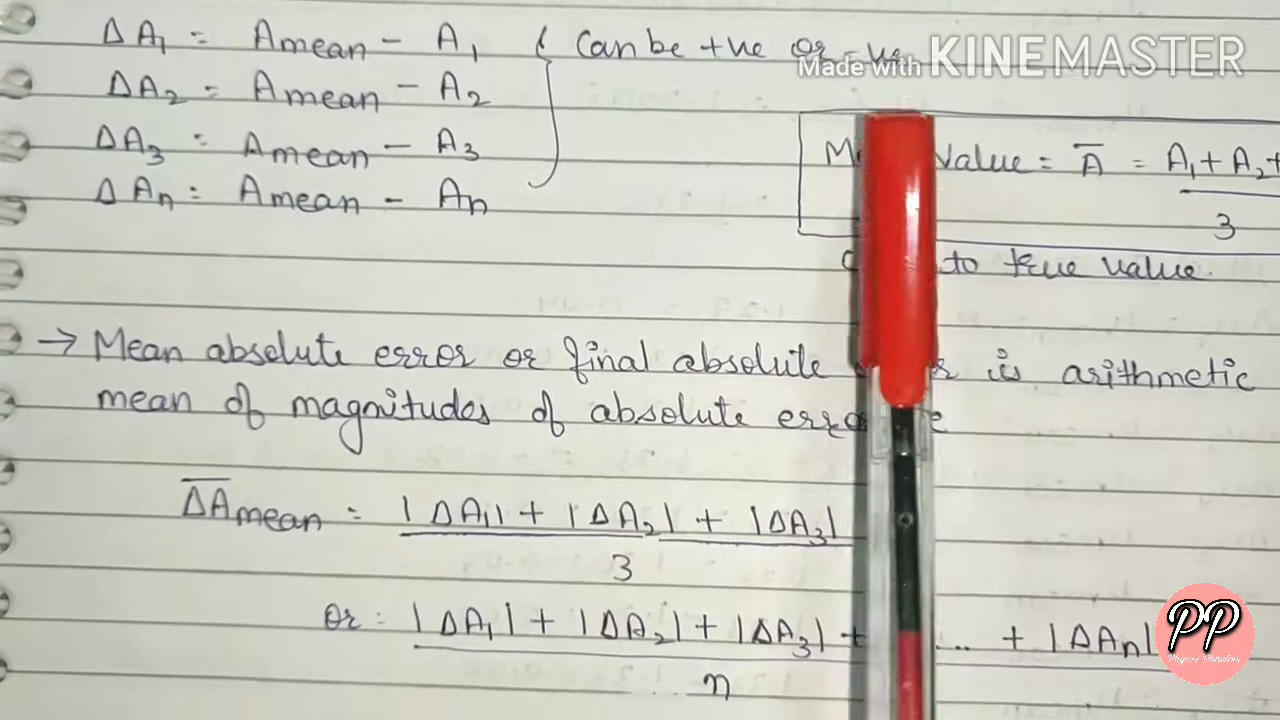 ΔA₁ = Amean - A₁ { Can be +ve or -ve
Made with KINEMASTER
ΔA₂ = Amean - A₂
ΔA₃ = Amean - A₃
ΔAn = Amean - An
Value = A̅ = A₁ + A₂ +
3
to true value.
→ Mean absolute error or final absolute is arithmetic
mean of magnitudes of absolute
Δ̅A̅mean = |ΔA₁| + |ΔA₂| + |ΔA₃|
3
or = |ΔA₁| + |ΔA₂| + |ΔA₃| + ... + |ΔAn|
n
PP